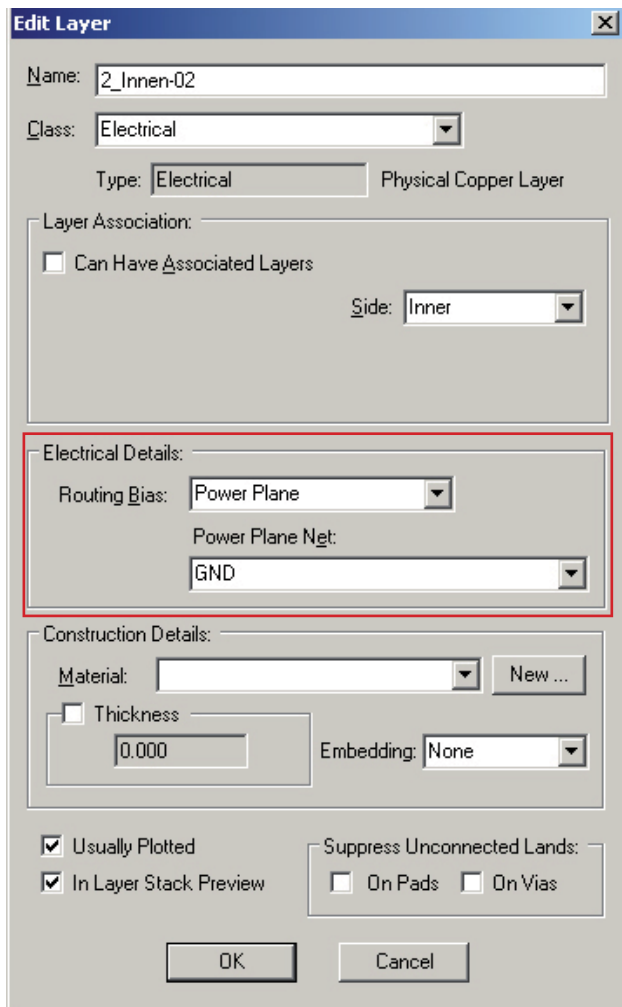 Edit Layer
Name: 2_Innen-02
Class: Electrical
Type: Electrical Physical Copper Layer
Layer Association:
Can Have Associated Layers
Side: Inner
Electrical Details:
Routing Bias: Power Plane
Power Plane Net:
GND
Construction Details:
Material: New ...
Thickness
0.000 Embedding: None
Usually Plotted Suppress Unconnected Lands:
In Layer Stack Preview On Pads On Vias
OK Cancel